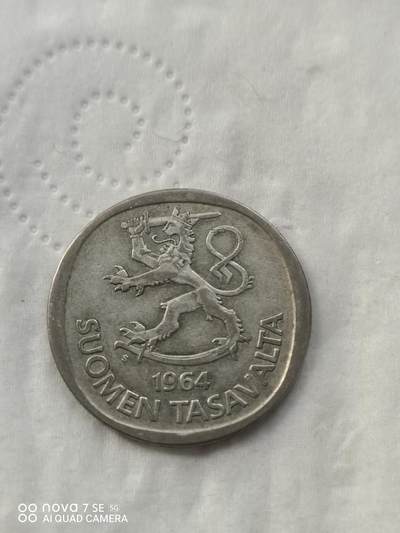 1964
SUOMEN TASAVALTA
nova 7 SE 5G
AI QUAD CAMERA